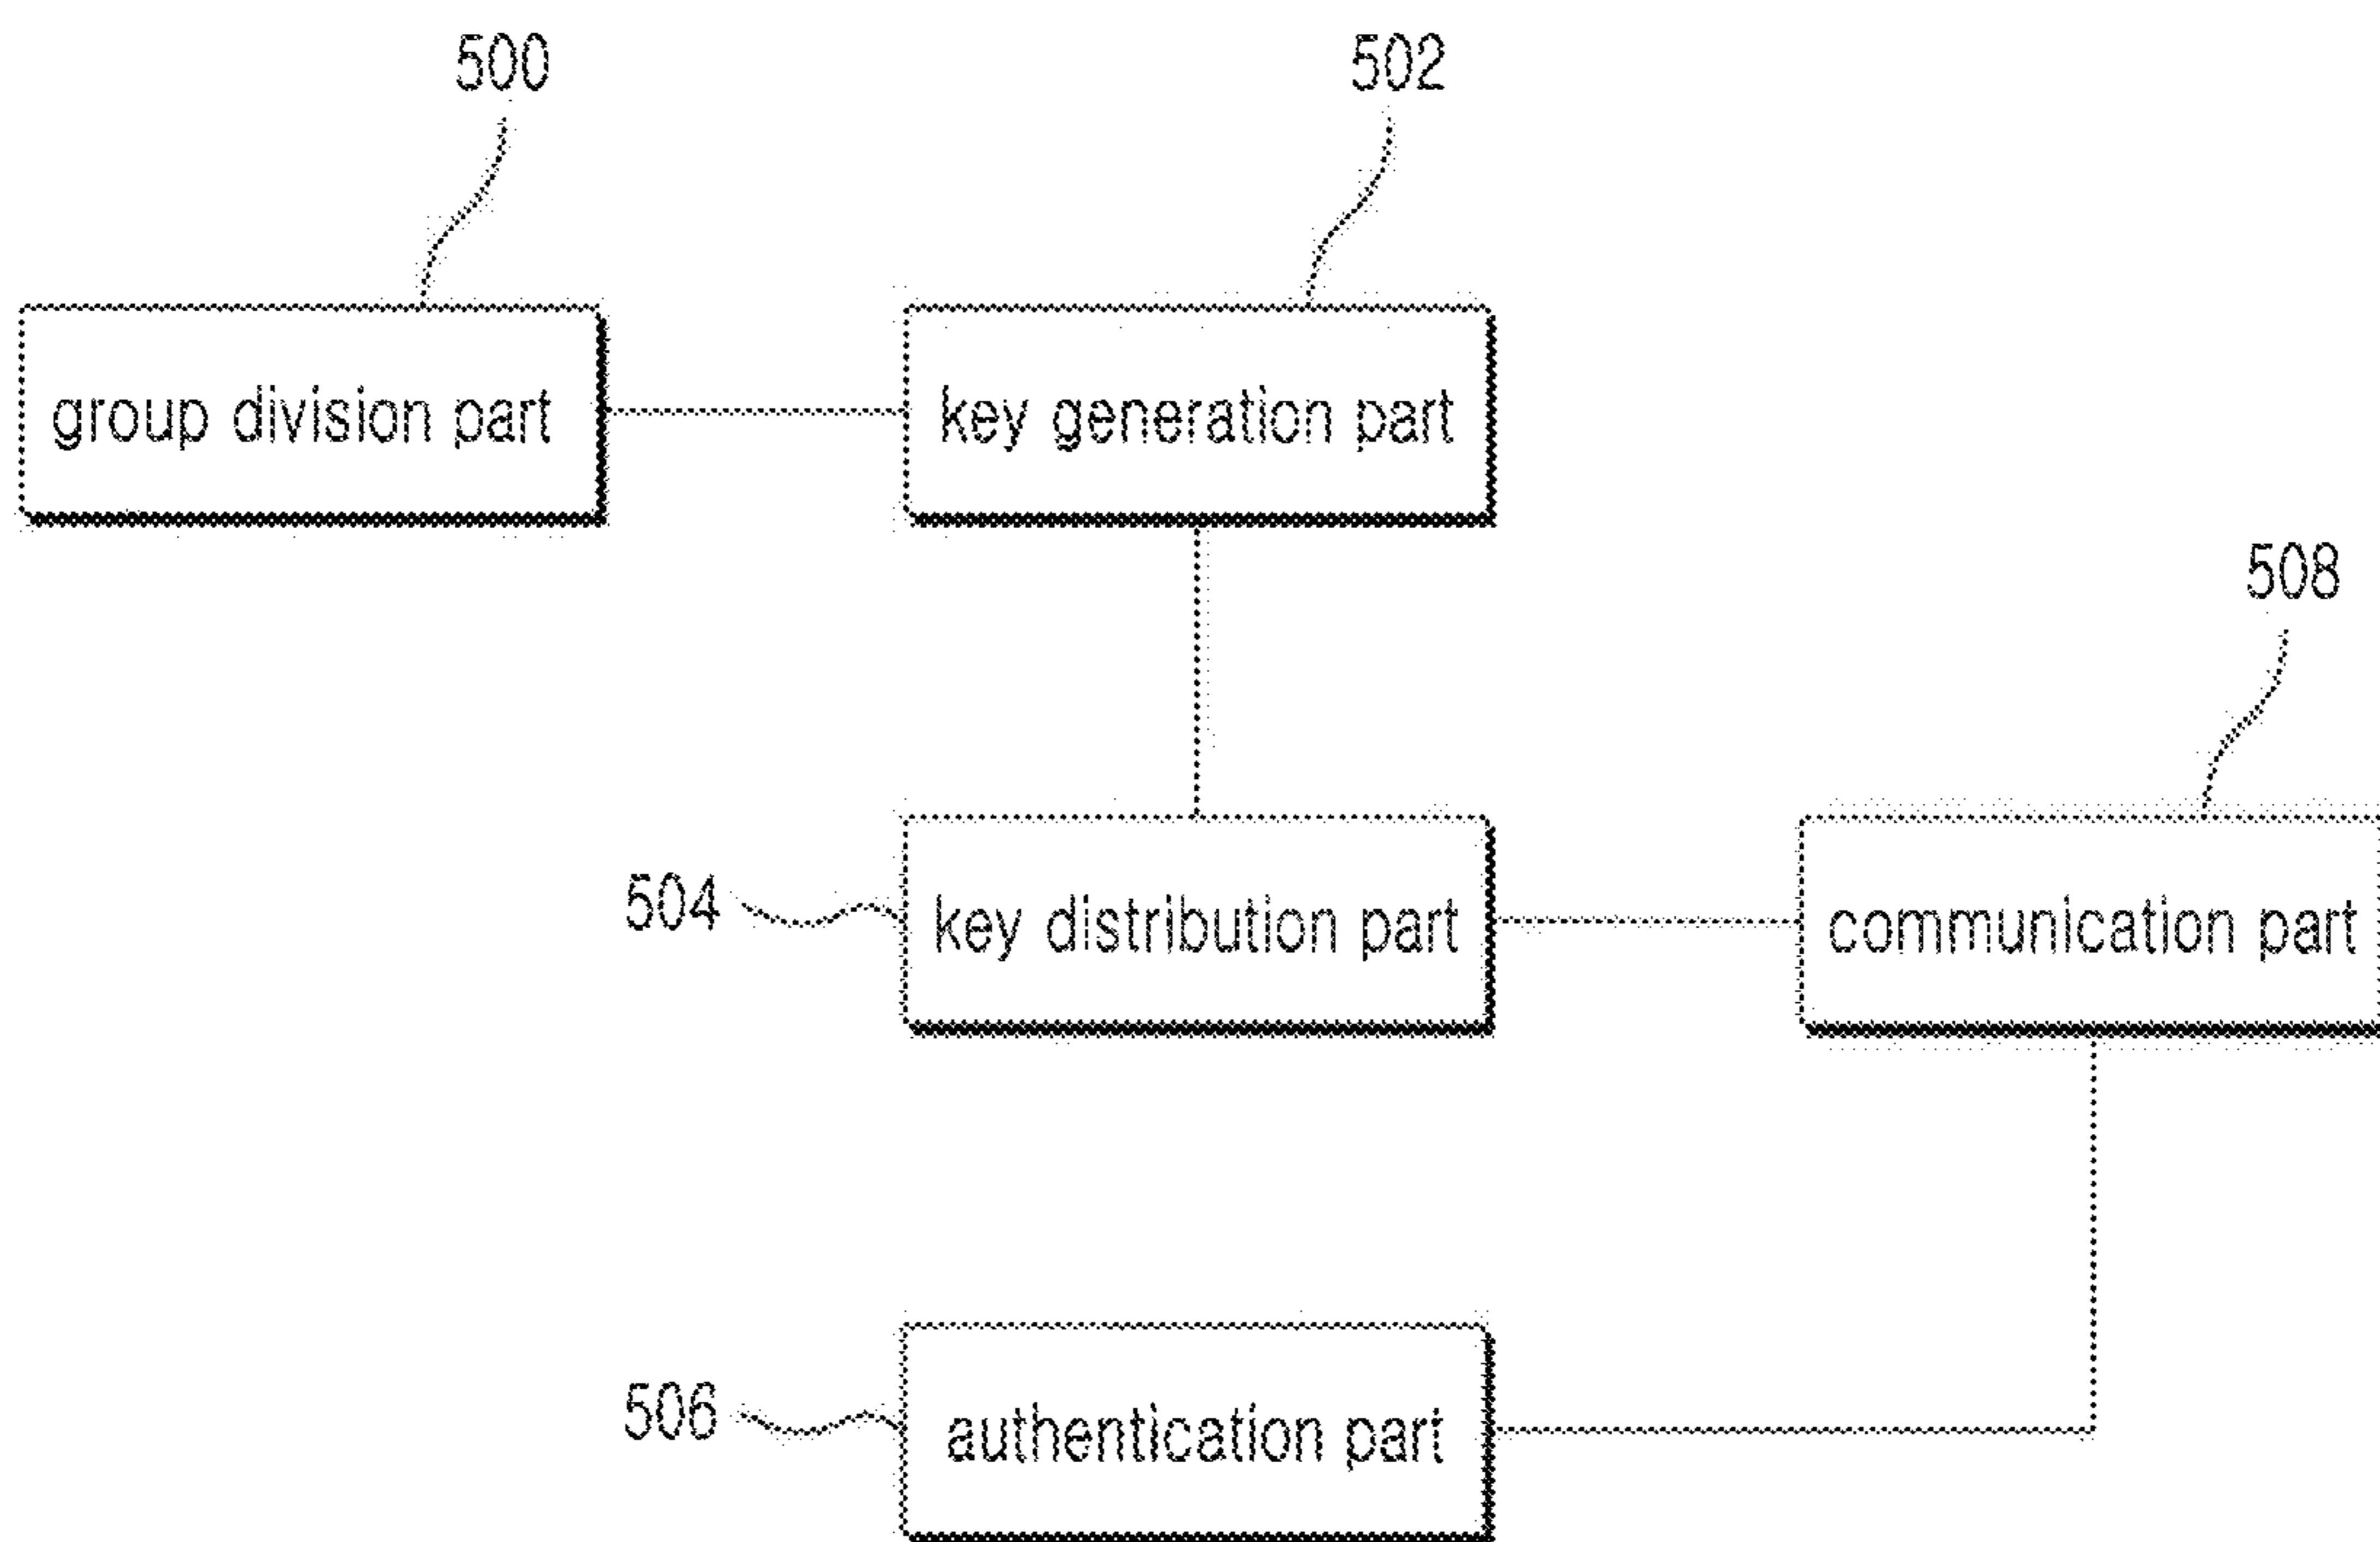 500
502
group division part
key generation part
508
504
key distribution part
communication part
506
authentication part